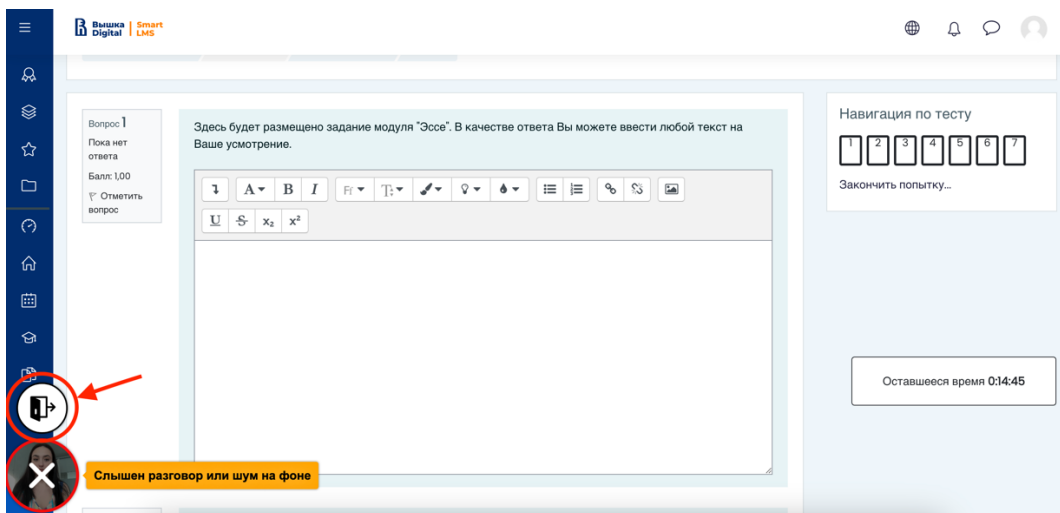 Вышка | Smart
Digital | LMS
Вопрос 1
Пока нет
ответа
Балл: 1,00
Отметить
вопрос
Здесь будет размещено задание модуля "Эссе". В качестве ответа Вы можете ввести любой текст на
Ваше усмотрение.
A B I Ff T
U S x₂ x²
Навигация по тесту
1 2 3 4 5 6 7
Закончить попытку...
Оставшееся время 0:14:45
Слышен разговор или шум на фоне